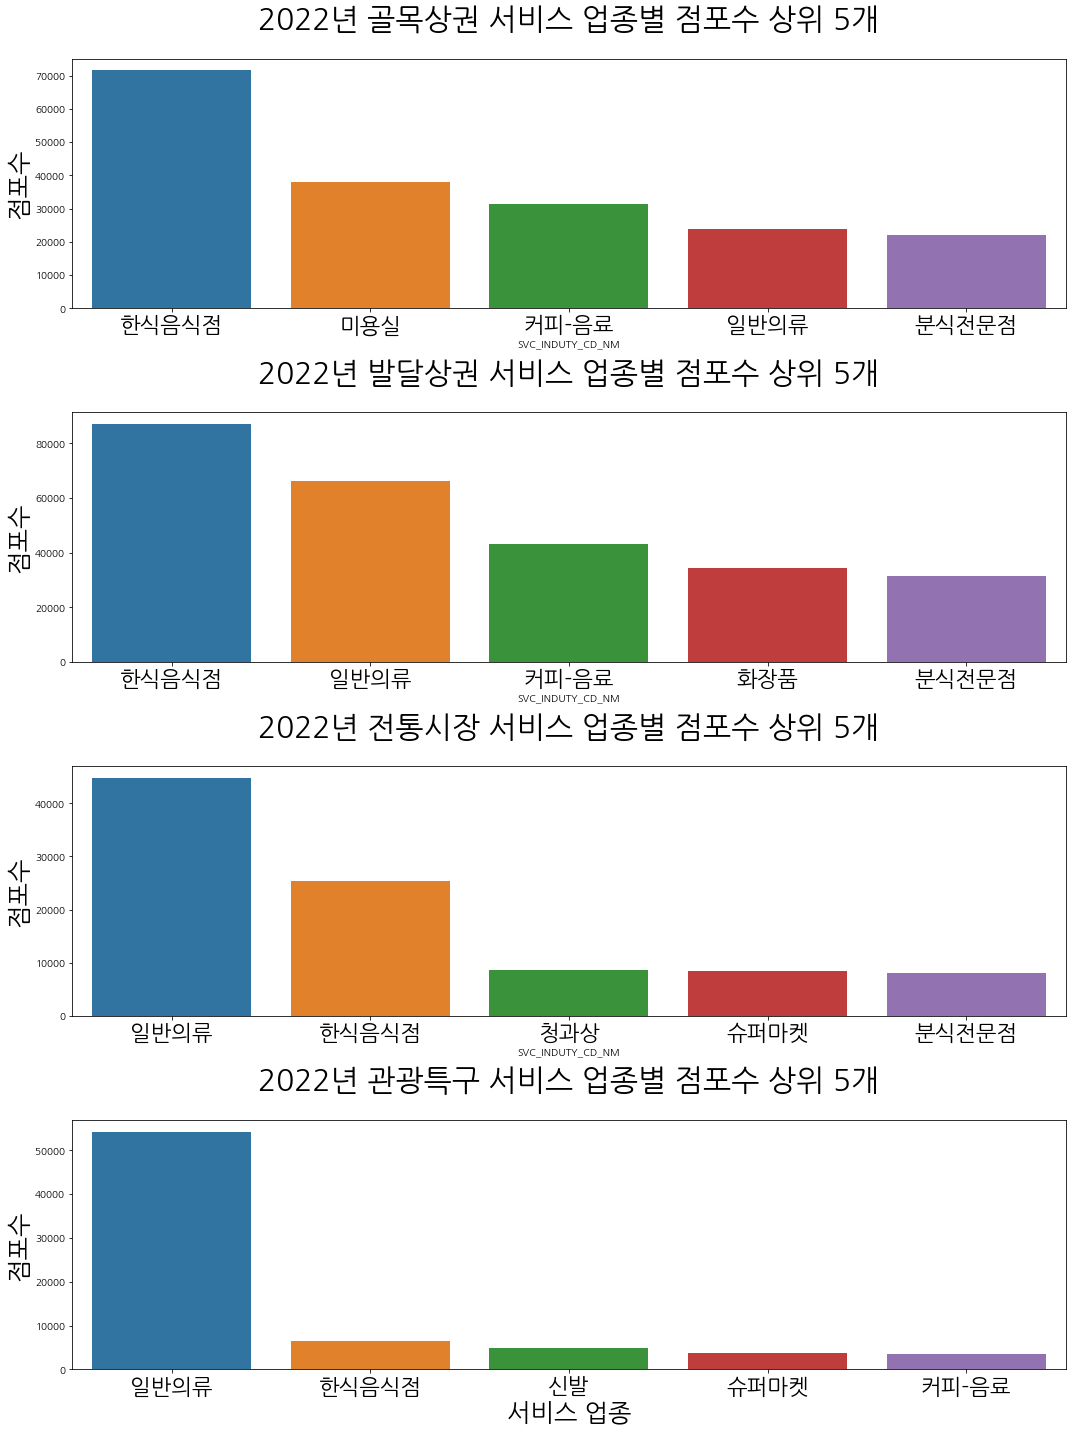 2022년 골목상권 서비스 업종별 점포수 상위 5개
점포수
70000
60000
50000
40000
30000
20000
10000
0
한식음식점 미용실 커피-음료 일반의류 분식전문점
SVC_INDUTY_CD_NM
2022년 발달상권 서비스 업종별 점포수 상위 5개
점포수
80000
60000
40000
20000
0
한식음식점 일반의류 커피-음료 화장품 분식전문점
SVC_INDUTY_CD_NM
2022년 전통시장 서비스 업종별 점포수 상위 5개
점포수
40000
30000
20000
10000
0
일반의류 한식음식점 청과상 슈퍼마켓 분식전문점
SVC_INDUTY_CD_NM
2022년 관광특구 서비스 업종별 점포수 상위 5개
점포수
50000
40000
30000
20000
10000
0
일반의류 한식음식점 신발 슈퍼마켓 커피-음료
서비스 업종